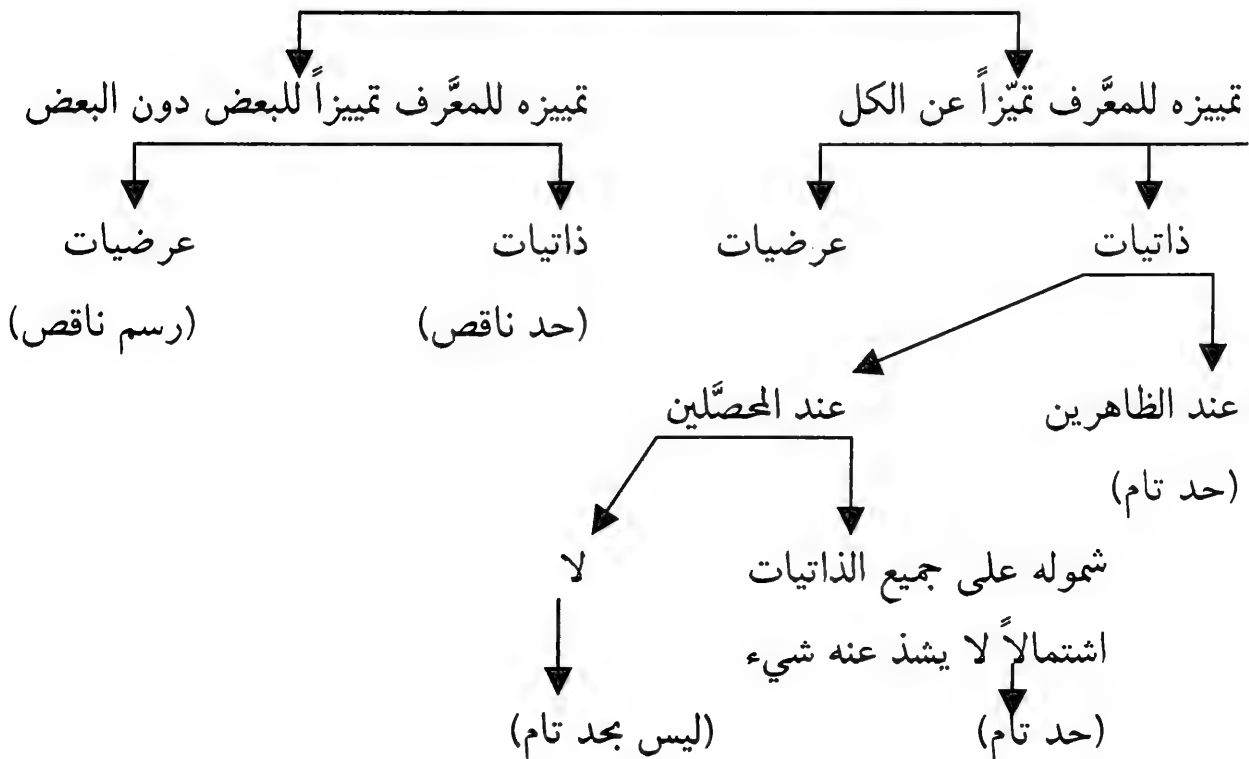 تمييزه للمعَّرف تميّزاً عن الكل
تمييزه للمعَّرف تمييزاً للبعض دون البعض
ذاتيات
عرضيات
ذاتيات
عرضيات
(حد ناقص)
(رسم ناقص)
عند الظاهرين
عند المحصَّلين
(حد تام)
شموله على جميع الذاتيات
لا
اشتمالاً لا يشذ عنه شيء
(حد تام)
(ليس بحد تام)